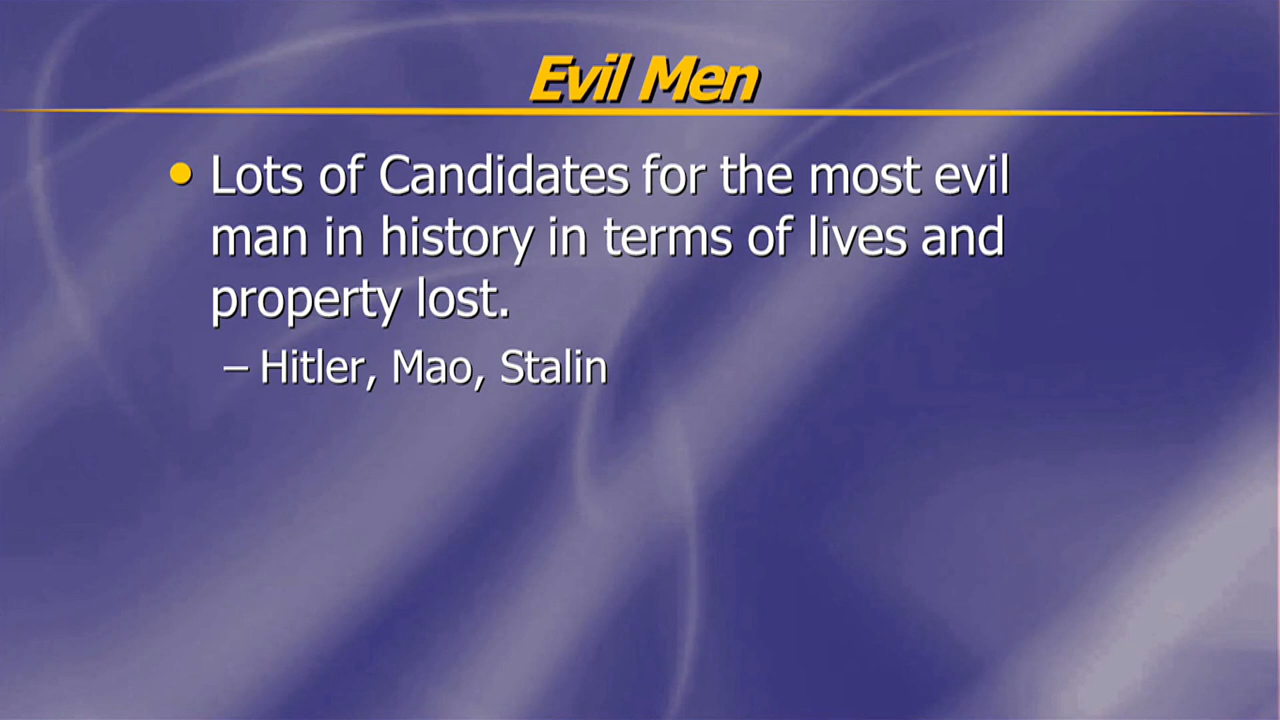 Evil Men
• Lots of Candidates for the most evil
man in history in terms of lives and
property lost.
– Hitler, Mao, Stalin